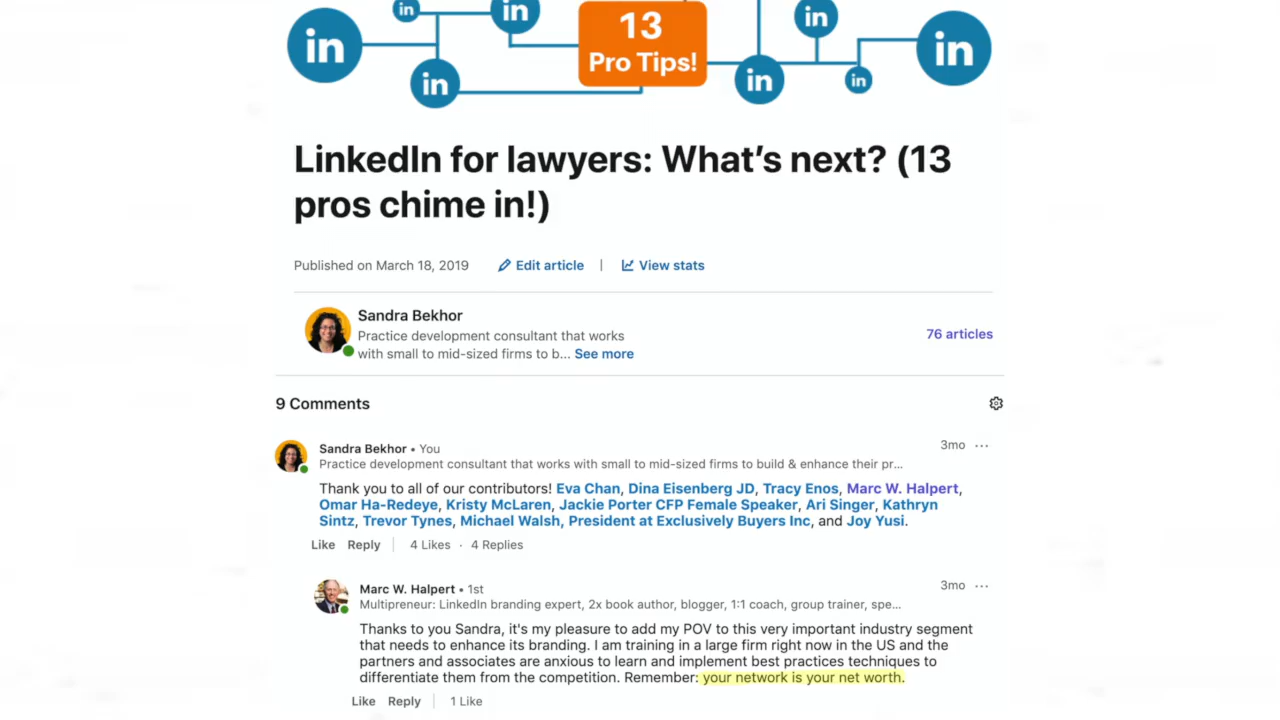 in in in in
13
in in in in
Pro Tips!
LinkedIn for lawyers: What’s next? (13
pros chime in!)
Published on March 18, 2019 Edit article | View stats
Sandra Bekhor
Practice development consultant that works
with small to mid-sized firms to b... See more
76 articles
9 Comments
Sandra Bekhor • You 3mo ...
Practice development consultant that works with small to mid-sized firms to build & enhance their pr...
Thank you to all of our contributors! Eva Chan, Dina Eisenberg JD, Tracy Enos, Marc W. Halpert,
Omar Ha-Redeye, Kristy McLaren, Jackie Porter CFP Female Speaker, Ari Singer, Kathryn
Sintz, Trevor Tynes, Michael Walsh, President at Exclusively Buyers Inc, and Joy Yusi.
Like Reply | 4 Likes · 4 Replies
Marc W. Halpert • 1st 3mo ...
Multipreneur: LinkedIn branding expert, 2x book author, blogger, 1:1 coach, group trainer, spe...
Thanks to you Sandra, it's my pleasure to add my POV to this very important industry segment
that needs to enhance its branding. I am training in a large firm right now in the US and the
partners and associates are anxious to learn and implement best practices techniques to
differentiate them from the competition. Remember: your network is your net worth.
Like Reply | 1 Like